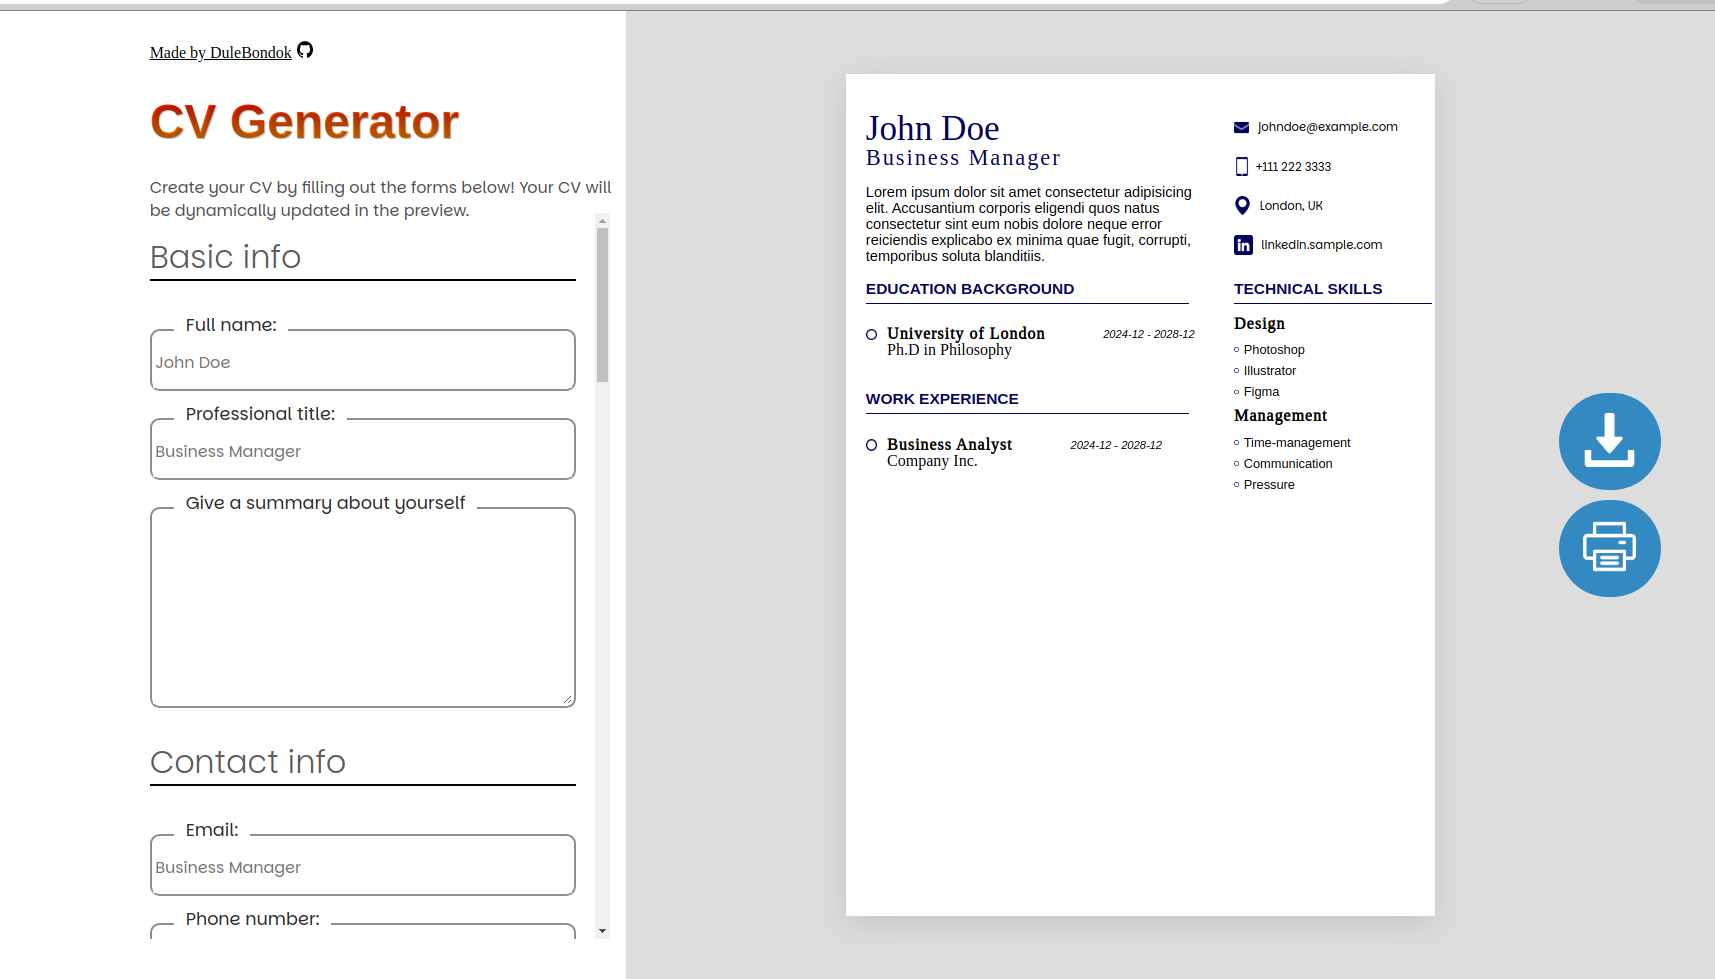 Made by DuleBondok
CV Generator
Create your CV by filling out the forms below! Your CV will
be dynamically updated in the preview.
Basic info
Full name:
John Doe
Professional title:
Business Manager
Give a summary about yourself
Contact info
Email:
Business Manager
Phone number:
John Doe
Business Manager
Lorem ipsum dolor sit amet consectetur adipisicing
elit. Accusantium corporis eligendi quos natus
consectetur sint eum nobis dolore neque error
reiciendis explicabo ex minima quae fugit, corrupti,
temporibus soluta blanditiis.
EDUCATION BACKGROUND
University of London 2024-12 - 2028-12
Ph.D in Philosophy
WORK EXPERIENCE
Business Analyst 2024-12 - 2028-12
Company Inc.
johndoe@example.com
+111 222 3333
London, UK
in linkedin.sample.com
TECHNICAL SKILLS
Design
Photoshop
Illustrator
Figma
Management
Time-management
Communication
Pressure